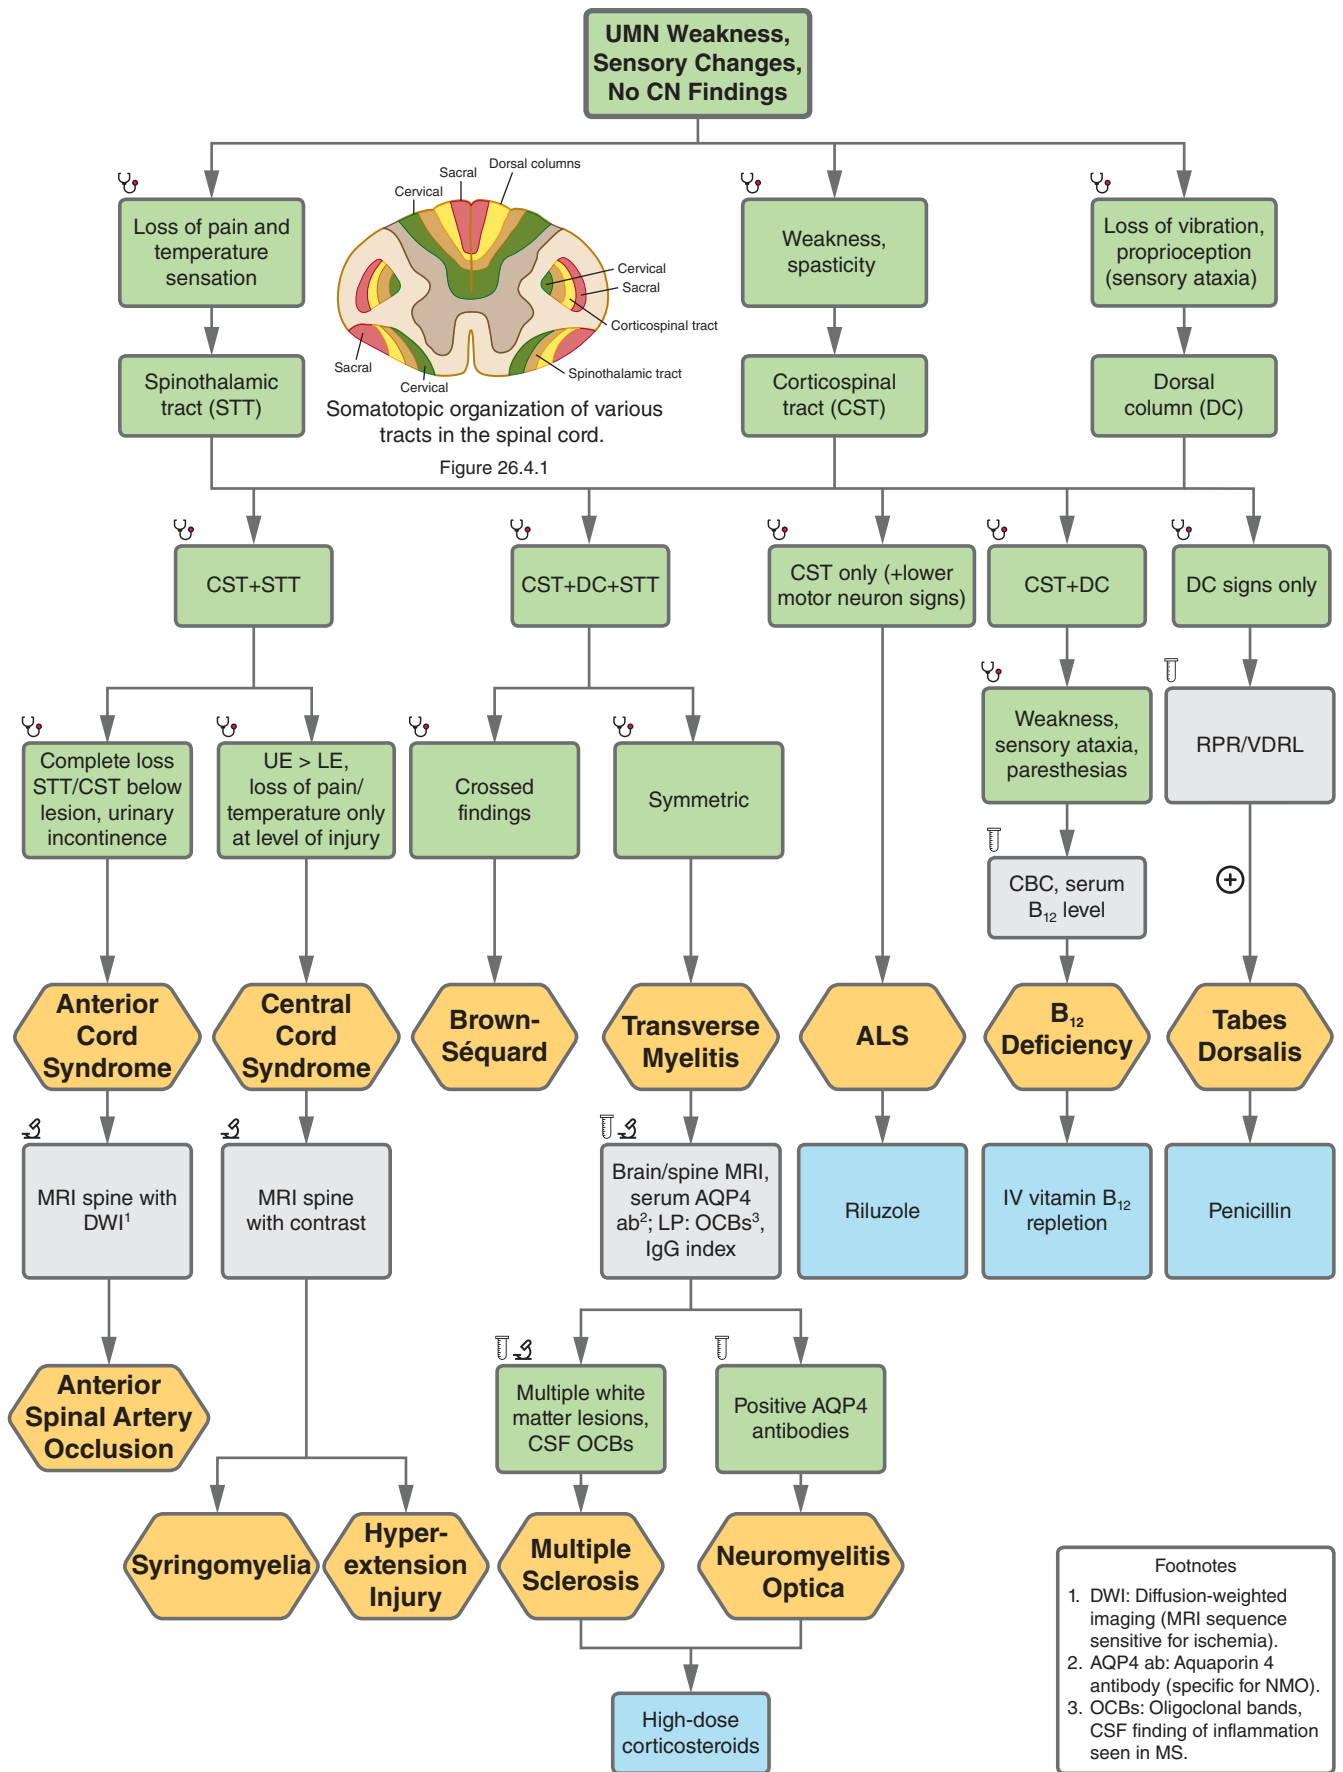 UMN Weakness,
Sensory Changes,
No CN Findings
Loss of pain and
temperature
sensation
Sacral
Dorsal columns
Cervical
Cervical
Sacral
Corticospinal tract
Sacral
Cervical
Spinothalamic tract
Somatotopic organization of various
tracts in the spinal cord.
Figure 26.4.1
Weakness,
spasticity
Loss of vibration,
proprioception
(sensory ataxia)
Spinothalamic
tract (STT)
Corticospinal
tract (CST)
Dorsal
column (DC)
CST+STT
CST+DC+STT
CST only (+lower
motor neuron signs)
CST+DC
DC signs only
Complete loss
STT/CST below
lesion, urinary
incontinence
UE > LE,
loss of pain/
temperature only
at level of injury
Crossed
findings
Symmetric
Weakness,
sensory ataxia,
paresthesias
RPR/VDRL
CBC, serum
B12 level
+
Anterior
Cord
Syndrome
Central
Cord
Syndrome
Brown-
Séquard
Transverse
Myelitis
ALS
B12
Deficiency
Tabes
Dorsalis
MRI spine with
DWI1
MRI spine
with contrast
Brain/spine MRI,
serum AQP4
ab2; LP: OCBs3,
IgG index
Riluzole
IV vitamin B12
repletion
Penicillin
Anterior
Spinal Artery
Occlusion
Multiple white
matter lesions,
CSF OCBs
Positive AQP4
antibodies
Syringomyelia
Hyper-
extension
Injury
Multiple
Sclerosis
Neuromyelitis
Optica
High-dose
corticosteroids
Footnotes
1. DWI: Diffusion-weighted
imaging (MRI sequence
sensitive for ischemia).
2. AQP4 ab: Aquaporin 4
antibody (specific for NMO).
3. OCBs: Oligoclonal bands,
CSF finding of inflammation
seen in MS.